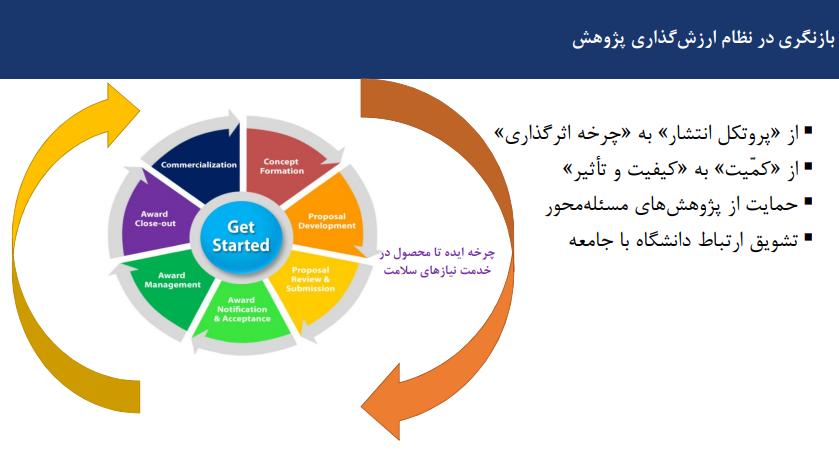 بازنگری در نظام ارزش‌گذاری پژوهش
از «پروتکل انتشار» به «چرخه اثرگذاری»
از «کمّیت» به «کیفیت و تأثیر»
حمایت از پژوهش‌های مسئله‌محور
تشویق ارتباط دانشگاه با جامعه
چرخه ایده تا محصول در
خدمت نیازهای سلامت
Get
Started
Concept
Formation
Proposal
Development
Proposal
Review &
Submission
Award
Notification
& Acceptance
Award
Management
Award
Close-out
Commercialization